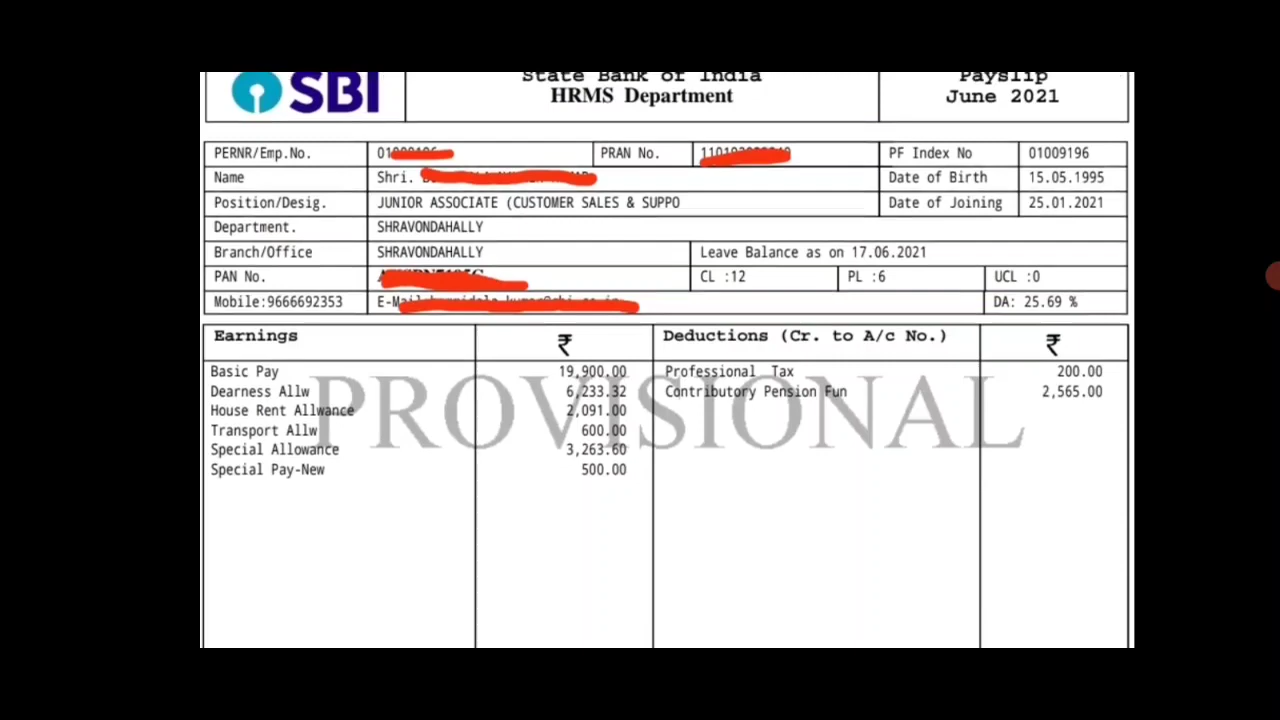 SBI
State Bank of India
HRMS Department
Payslip
June 2021
PERNR/Emp.No. PRAN No. PF Index No 01009196
Name Shri. Date of Birth 15.05.1995
Position/Desig. JUNIOR ASSOCIATE (CUSTOMER SALES & SUPPO Date of Joining 25.01.2021
Department. SHRAVONDAHALLY
Branch/Office SHRAVONDAHALLY Leave Balance as on 17.06.2021
PAN No. CL :12 PL :6 UCL :0
Mobile:9666692353 E-Mail DA: 25.69 %
Earnings ₹ Deductions (Cr. to A/c No.) ₹
Basic Pay 19,900.00 Professional Tax 200.00
Dearness Allw 6,233.32 Contributory Pension Fun 2,565.00
House Rent Allwance 2,091.00
Transport Allw 600.00
Special Allowance 3,263.60
Special Pay-New 500.00
PROVISIONAL